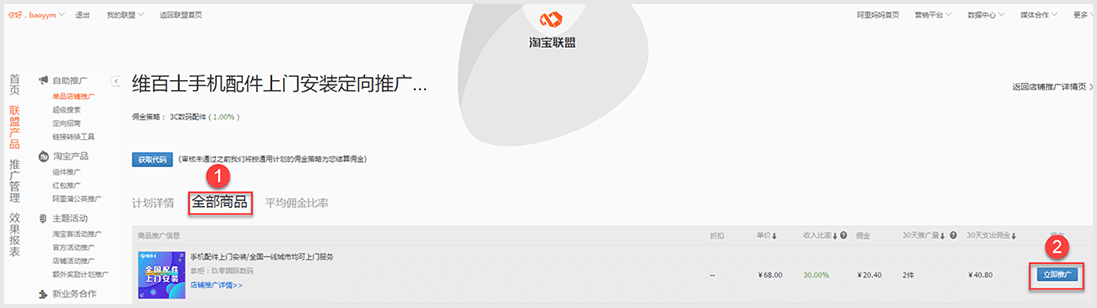 你好，baoyym 退出 我的联盟 返回联盟首页 阿里妈妈首页 营销平台 数据中心 媒体合作 更多
淘宝联盟
首页
联盟产品
推广管理
效果报表
自助推广
单品店铺推广
超级搜索
定向招商
链接转换工具
淘宝产品
组件推广
红包推广
阿里蒲公英推广
主题活动
淘宝客活动推广
官方活动推广
店铺活动推广
额外奖励计划推广
新业务合作
维百士手机配件上门安装定向推广...
返回店铺推广详情页 >
佣金策略： 3C数码配件（1.00%）
获取代码 (审核未通过之前我们将按通用计划的佣金策略为您结算佣金)
1
计划详情 全部商品 平均佣金比率
商品推广信息 折扣 单价 收入比率 佣金 30天推广量 30天支出佣金 操作
2
全国配件
上门安装
手机配件上门安装/全国一线城市均可上门服务
掌柜：玖零国际数码
店铺推广详情>>
-- ￥68.00 30.00% ￥20.40 2件 ￥40.80 立即推广